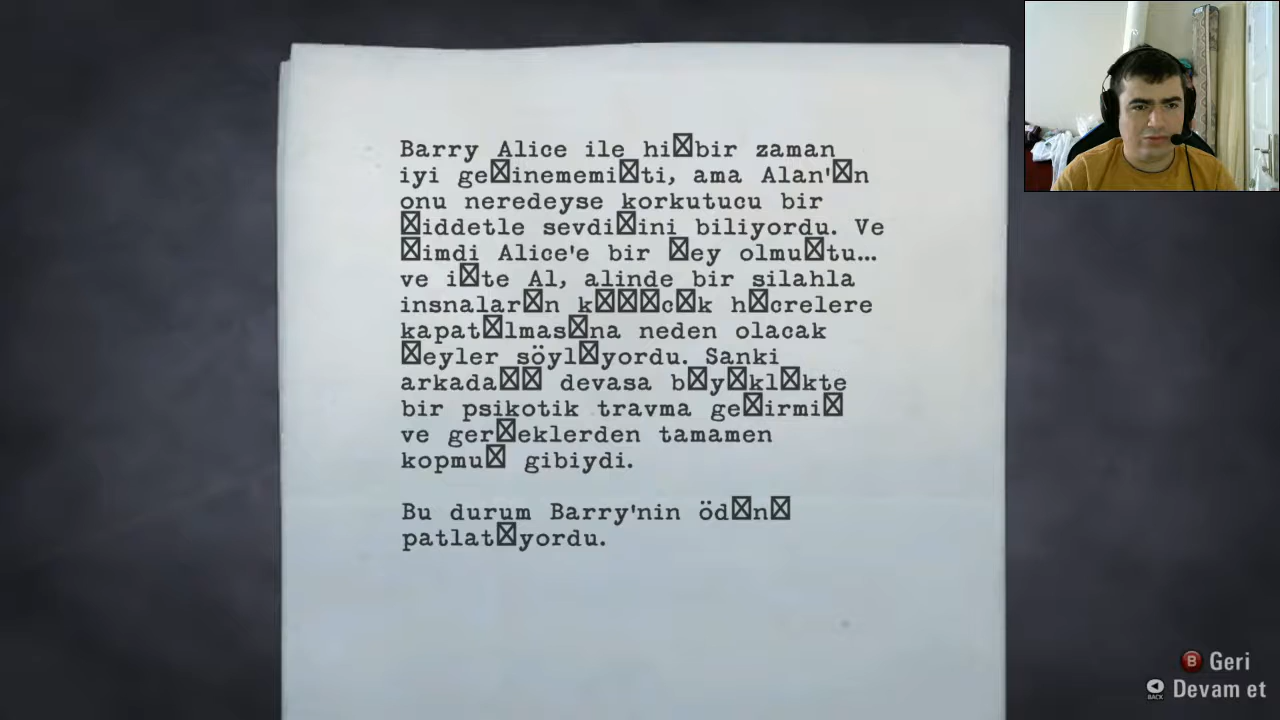 Barry Alice ile hi☒bir zaman
iyi ge☒inememi☒ti, ama Alan'☒n
onu neredeyse korkutucu bir
☒iddetle sevdi☒ini biliyordu. Ve
☒imdi Alice'e bir ☒ey olmu☒tu...
ve i☒te Al, alinde bir silahla
insnalar☒n k☒☒☒c☒k h☒crelere
kapat☒lmas☒na neden olacak
☒eyler söyl☒yordu. Sanki
arkada☒☒ devasa b☒y☒kl☒kte
bir psikotik travma ge☒irmi☒
ve ger☒eklerden tamamen
kopmu☒ gibiydi.
Bu durum Barry'nin öd☒n☒
patlat☒yordu.
B Geri
BACK Devam et